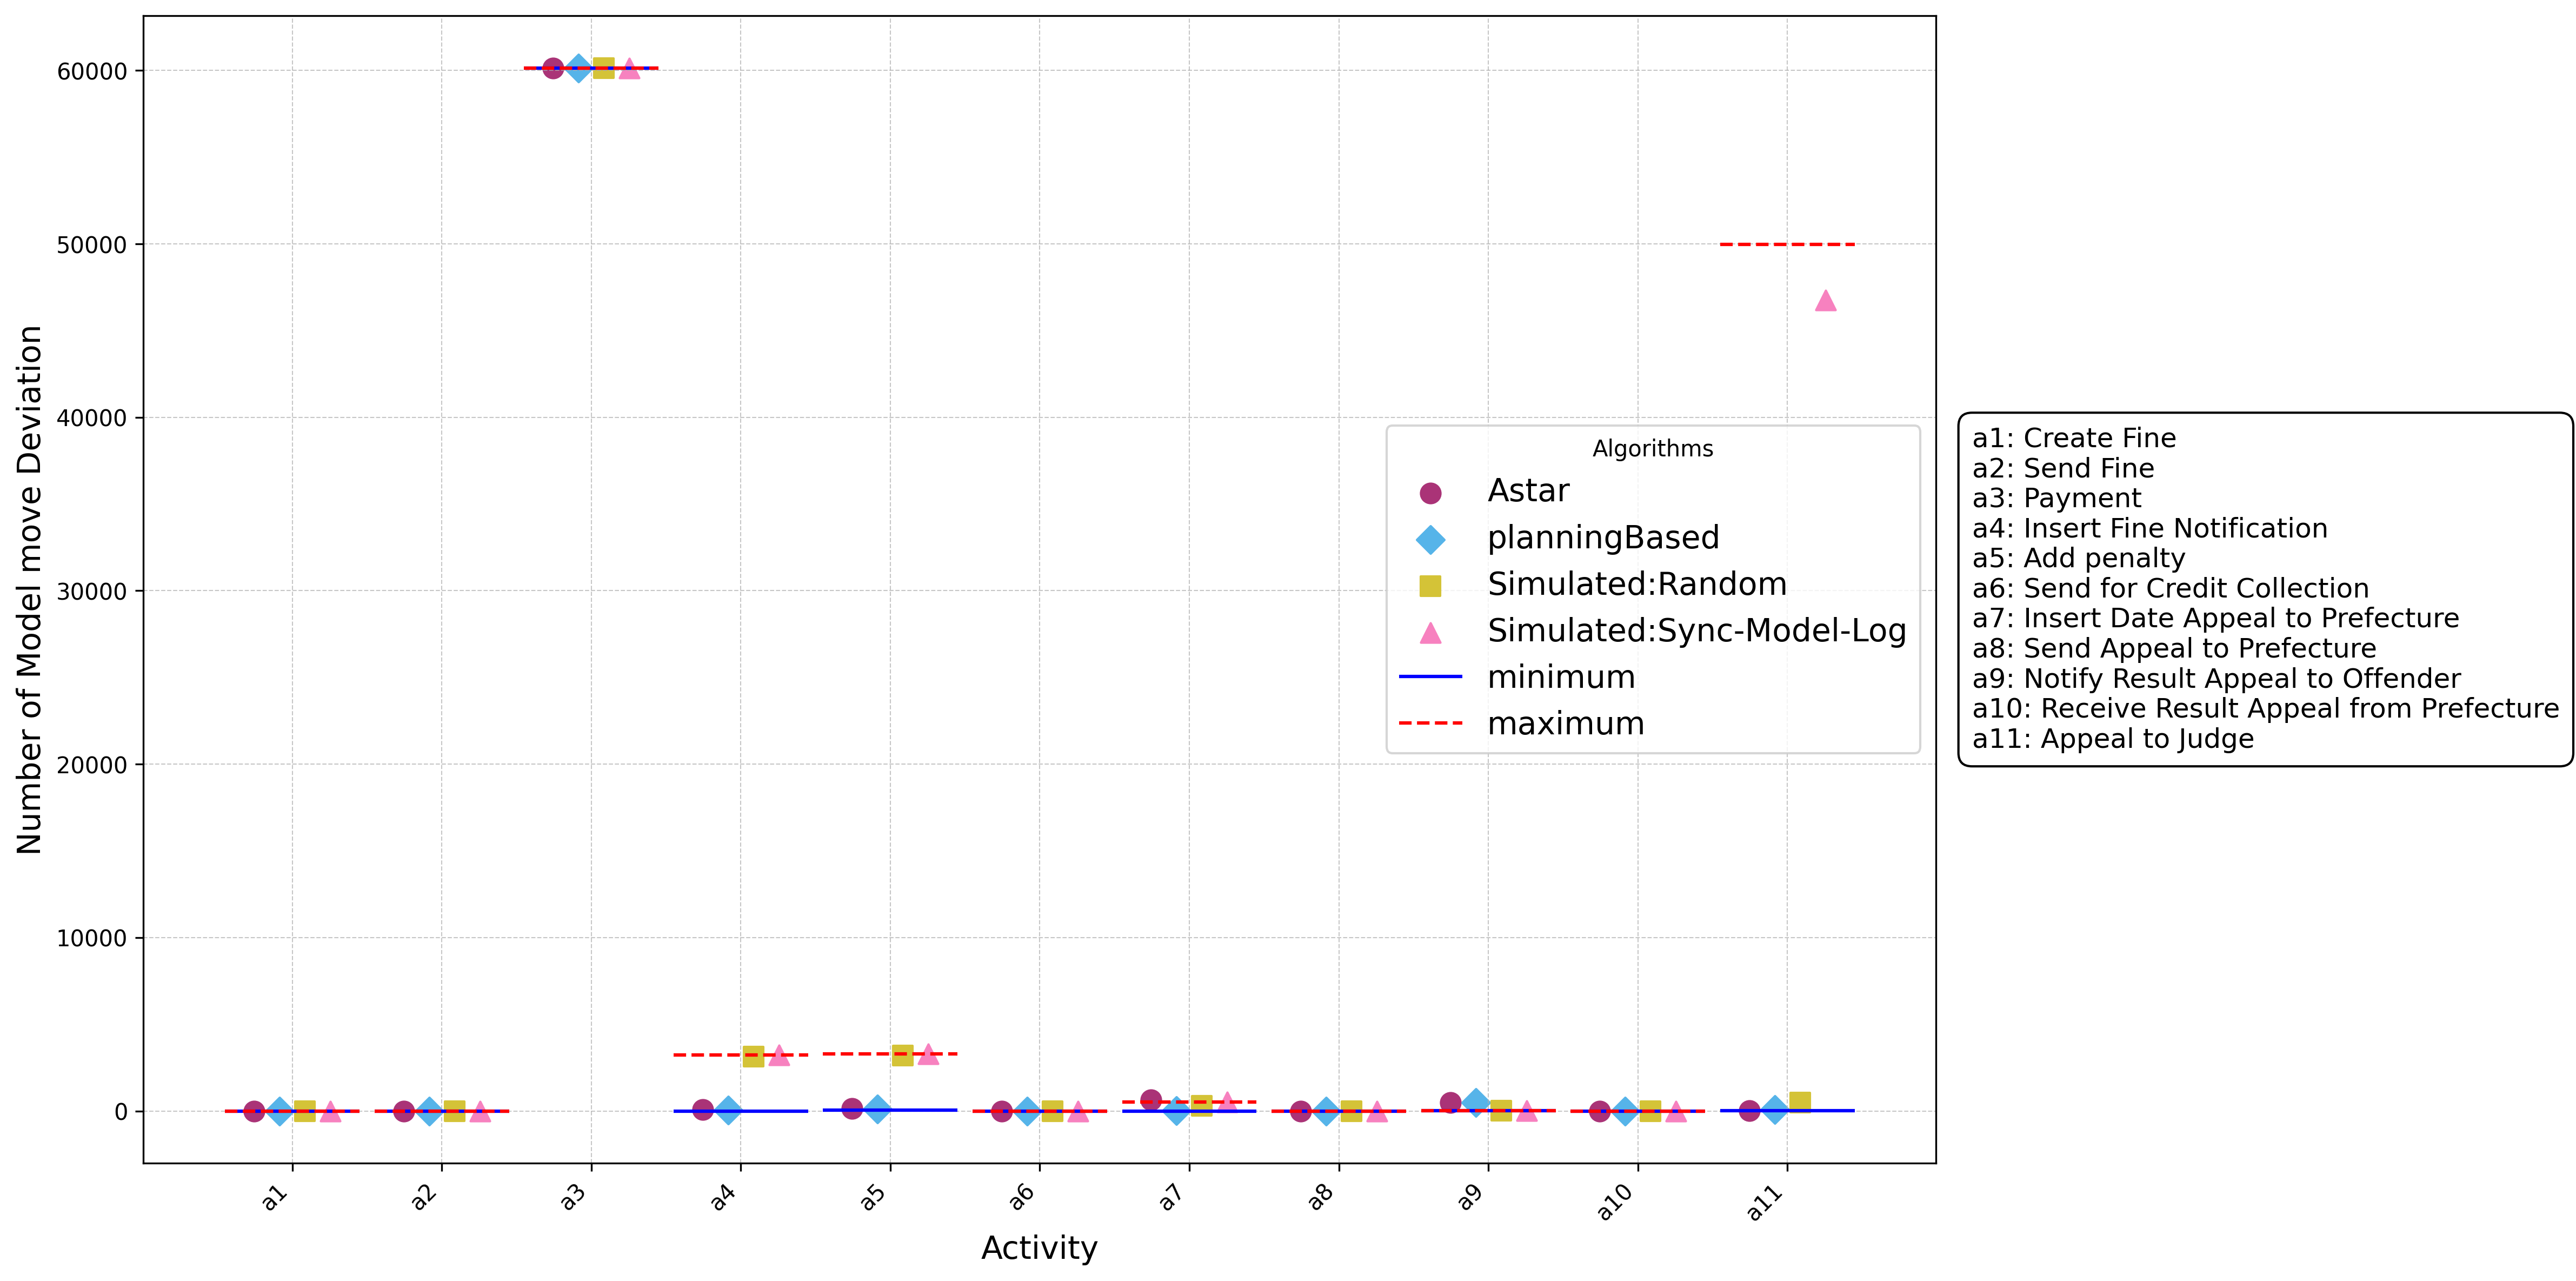 Number of Model move Deviation
60000
50000
40000
30000
20000
10000
0
a1
a2
a3
a4
a5
a6
a7
a8
a9
a10
a11
Activity
Algorithms
Astar
planningBased
Simulated:Random
Simulated:Sync-Model-Log
minimum
maximum
a1: Create Fine
a2: Send Fine
a3: Payment
a4: Insert Fine Notification
a5: Add penalty
a6: Send for Credit Collection
a7: Insert Date Appeal to Prefecture
a8: Send Appeal to Prefecture
a9: Notify Result Appeal to Offender
a10: Receive Result Appeal from Prefecture
a11: Appeal to Judge